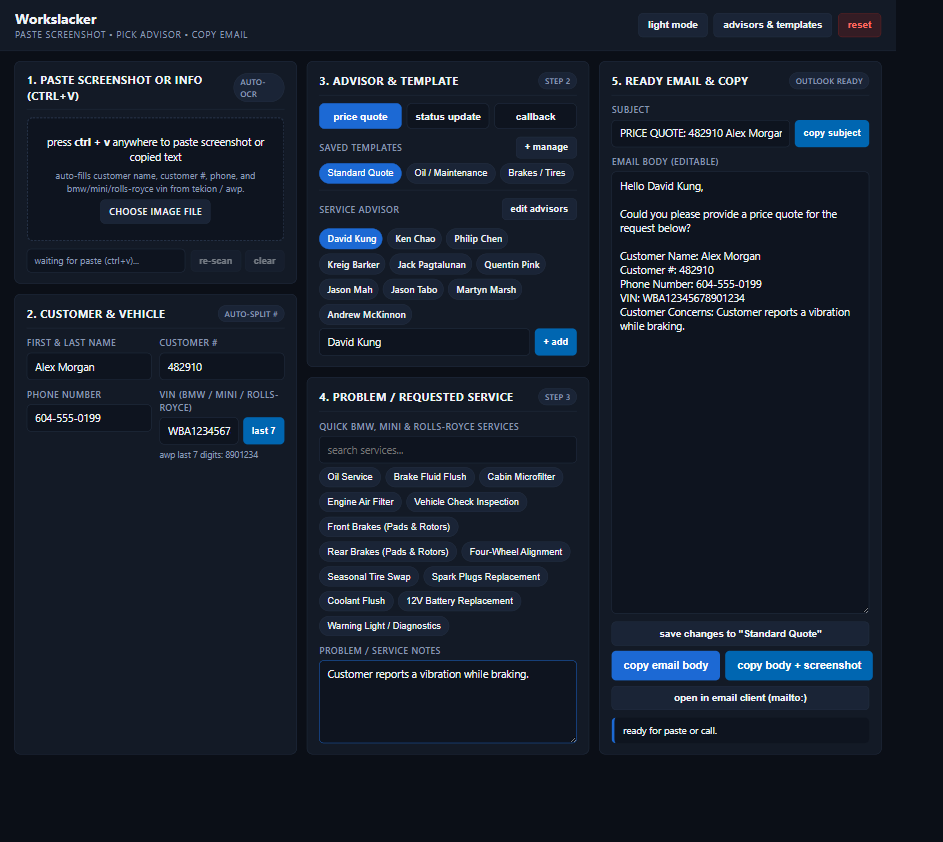 Workslacker
PASTE SCREENSHOT • PICK ADVISOR • COPY EMAIL
light mode
advisors & templates
reset
1. PASTE SCREENSHOT OR INFO
(CTRL+V)
AUTO-
OCR
press ctrl + v anywhere to paste screenshot or
copied text
auto-fills customer name, customer #, phone, and
bmw/mini/rolls-royce vin from tekion / awp.
CHOOSE IMAGE FILE
waiting for paste (ctrl+v)...
re-scan
clear
2. CUSTOMER & VEHICLE
AUTO-SPLIT #
FIRST & LAST NAME
CUSTOMER #
Alex Morgan
482910
PHONE NUMBER
VIN (BMW / MINI / ROLLS-
ROYCE)
604-555-0199
WBA1234567
last 7
awp last 7 digits: 8901234
3. ADVISOR & TEMPLATE
STEP 2
price quote
status update
callback
SAVED TEMPLATES
+ manage
Standard Quote
Oil / Maintenance
Brakes / Tires
SERVICE ADVISOR
edit advisors
David Kung
Ken Chao
Philip Chen
Kreig Barker
Jack Pagtalunan
Quentin Pink
Jason Mah
Jason Tabo
Martyn Marsh
Andrew McKinnon
David Kung
+ add
4. PROBLEM / REQUESTED SERVICE
STEP 3
QUICK BMW, MINI & ROLLS-ROYCE SERVICES
search services...
Oil Service
Brake Fluid Flush
Cabin Microfilter
Engine Air Filter
Vehicle Check Inspection
Front Brakes (Pads & Rotors)
Rear Brakes (Pads & Rotors)
Four-Wheel Alignment
Seasonal Tire Swap
Spark Plugs Replacement
Coolant Flush
12V Battery Replacement
Warning Light / Diagnostics
PROBLEM / SERVICE NOTES
Customer reports a vibration while braking.
5. READY EMAIL & COPY
OUTLOOK READY
SUBJECT
PRICE QUOTE: 482910 Alex Morgan
copy subject
EMAIL BODY (EDITABLE)
Hello David Kung,
Could you please provide a price quote for the
request below?
Customer Name: Alex Morgan
Customer #: 482910
Phone Number: 604-555-0199
VIN: WBA12345678901234
Customer Concerns: Customer reports a vibration
while braking.
save changes to "Standard Quote"
copy email body
copy body + screenshot
open in email client (mailto:)
ready for paste or call.